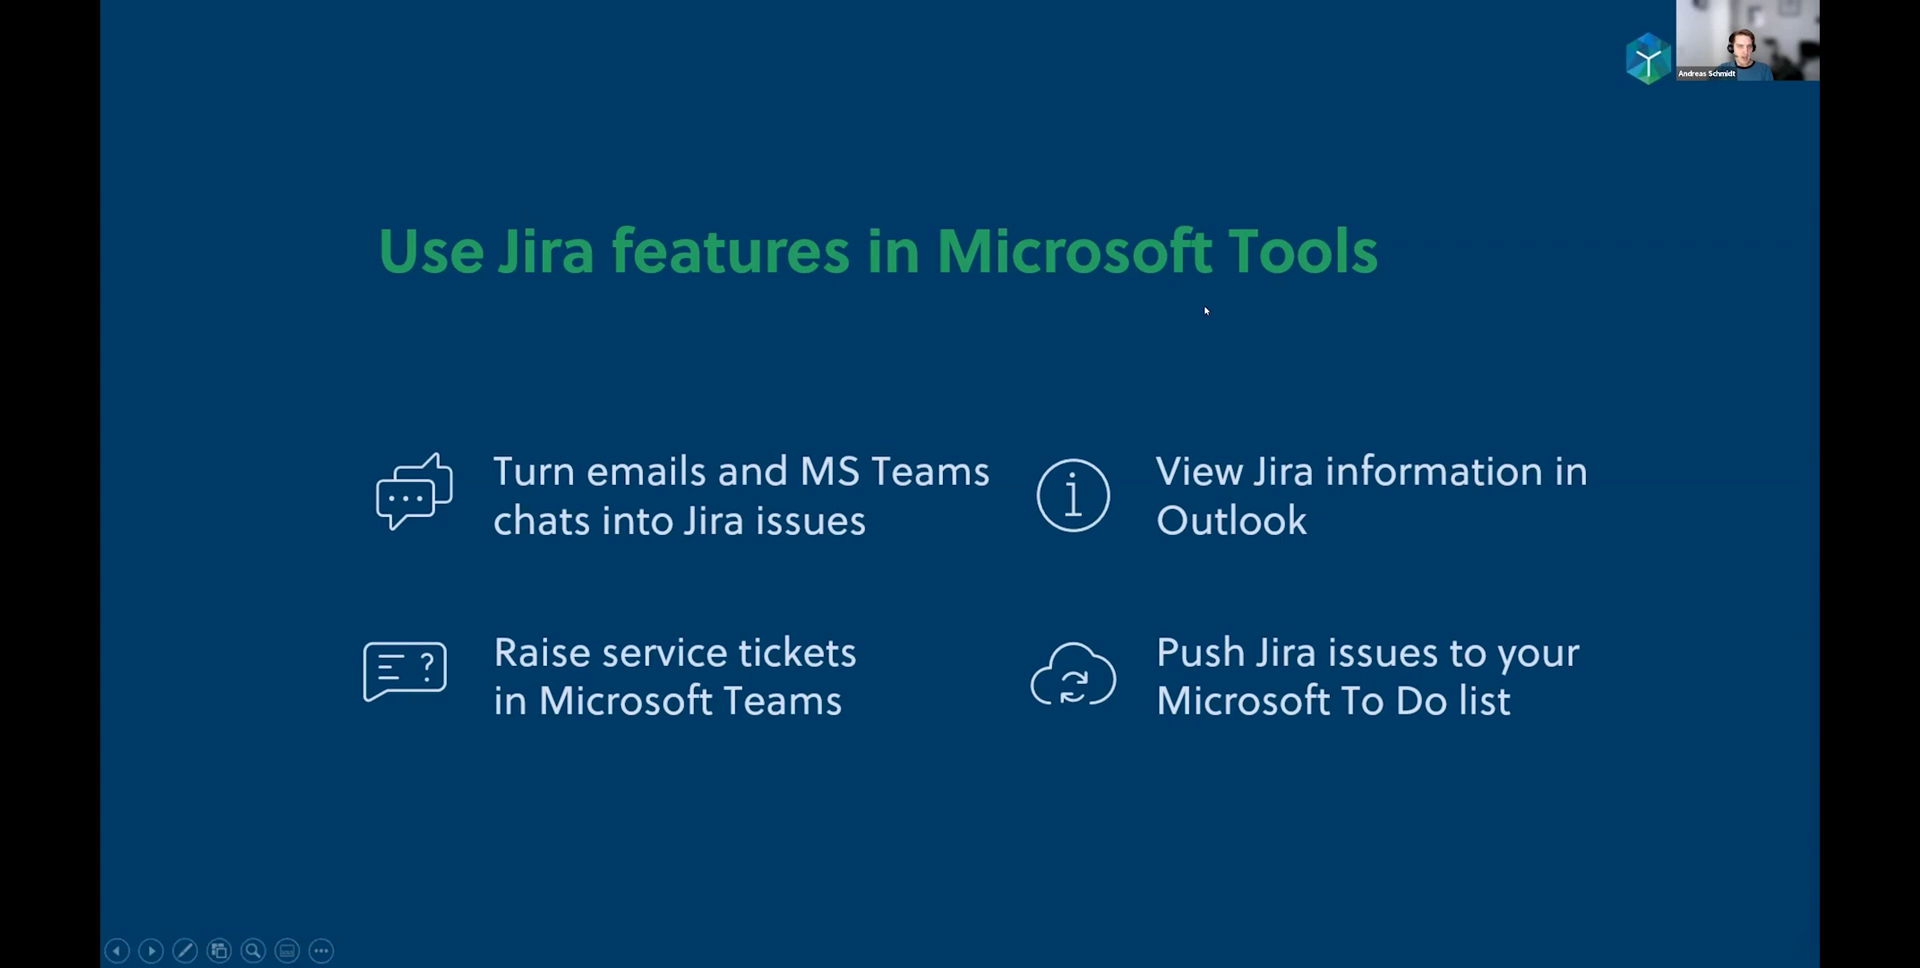 Andreas Schmidt
Use Jira features in Microsoft Tools
Turn emails and MS Teams
chats into Jira issues
View Jira information in
Outlook
Raise service tickets
in Microsoft Teams
Push Jira issues to your
Microsoft To Do list